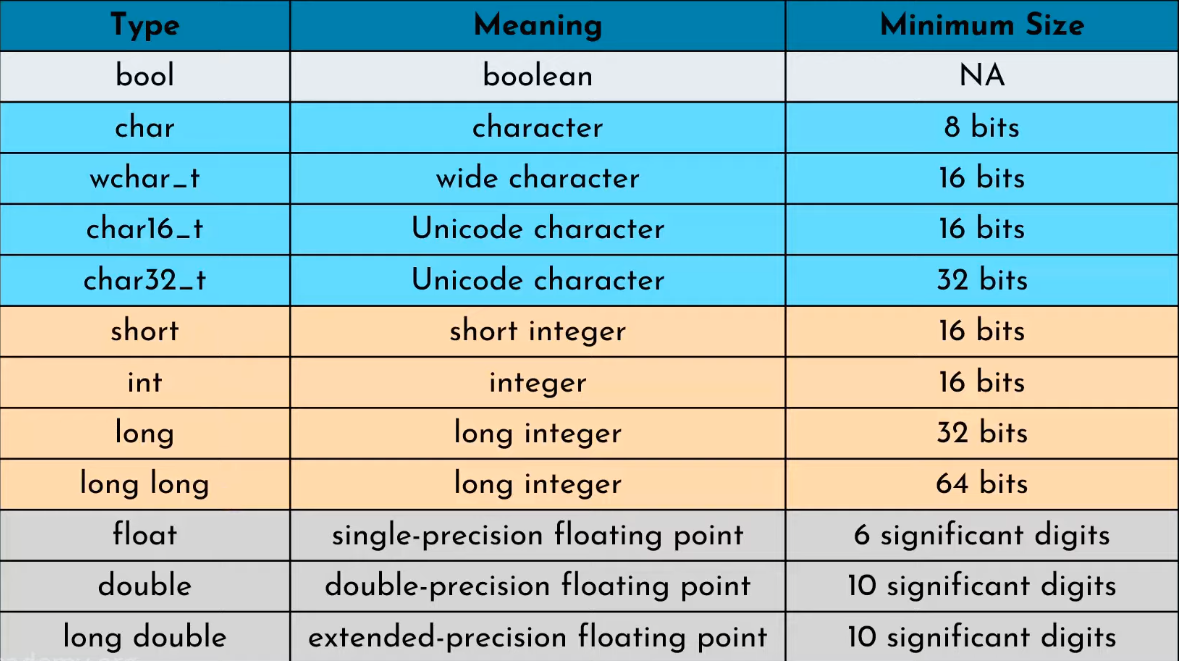 Type Meaning Minimum Size
bool boolean NA
char character 8 bits
wchar_t wide character 16 bits
char16_t Unicode character 16 bits
char32_t Unicode character 32 bits
short short integer 16 bits
int integer 16 bits
long long integer 32 bits
long long long integer 64 bits
float single-precision floating point 6 significant digits
double double-precision floating point 10 significant digits
long double extended-precision floating point 10 significant digits